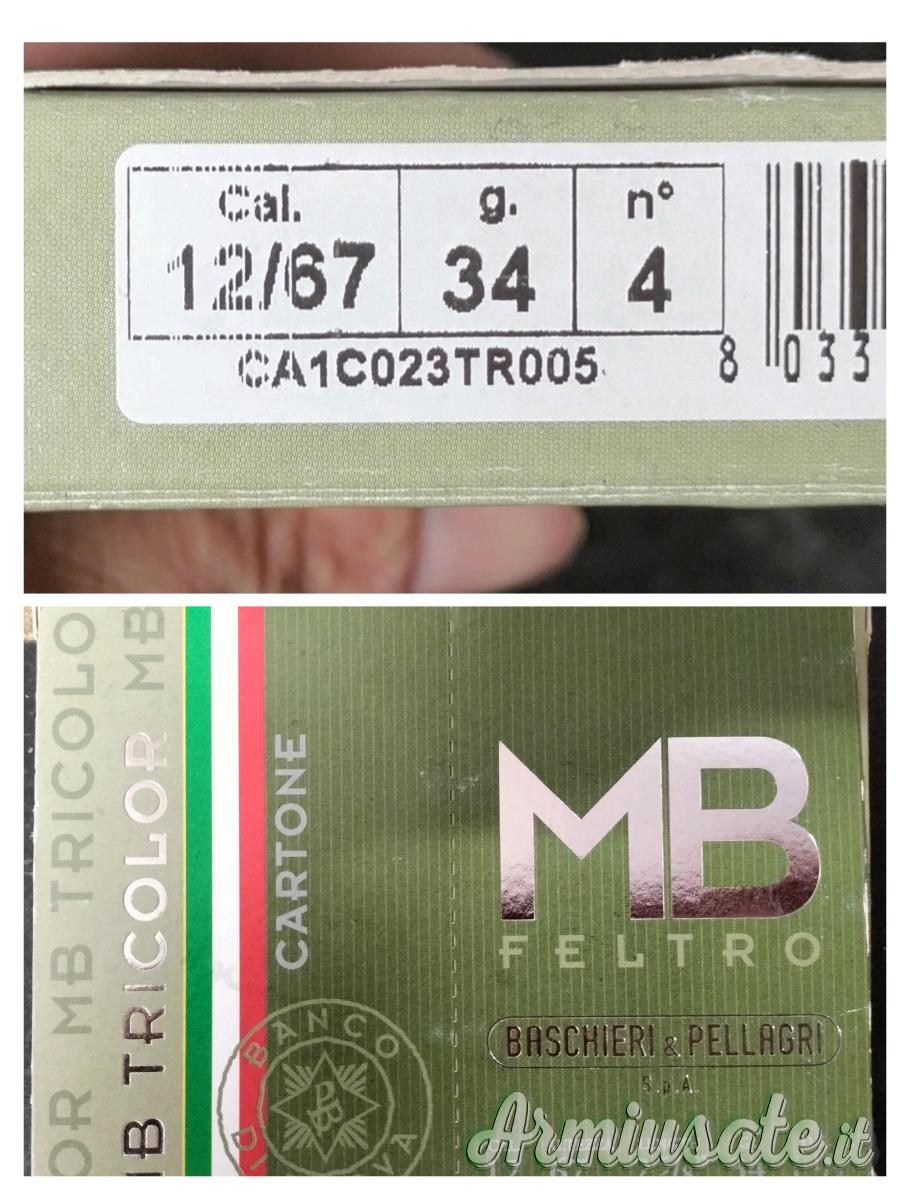 Cal. g. n°
12/67 34 4
CA1C023TR005
8 033
OR MB TRICOLO
MB TRICOLOR MB
CARTONE
MB
FELTRO
BASCHIERI & PELLAGRI
S.p.A.
BANCO
Armiusate.it